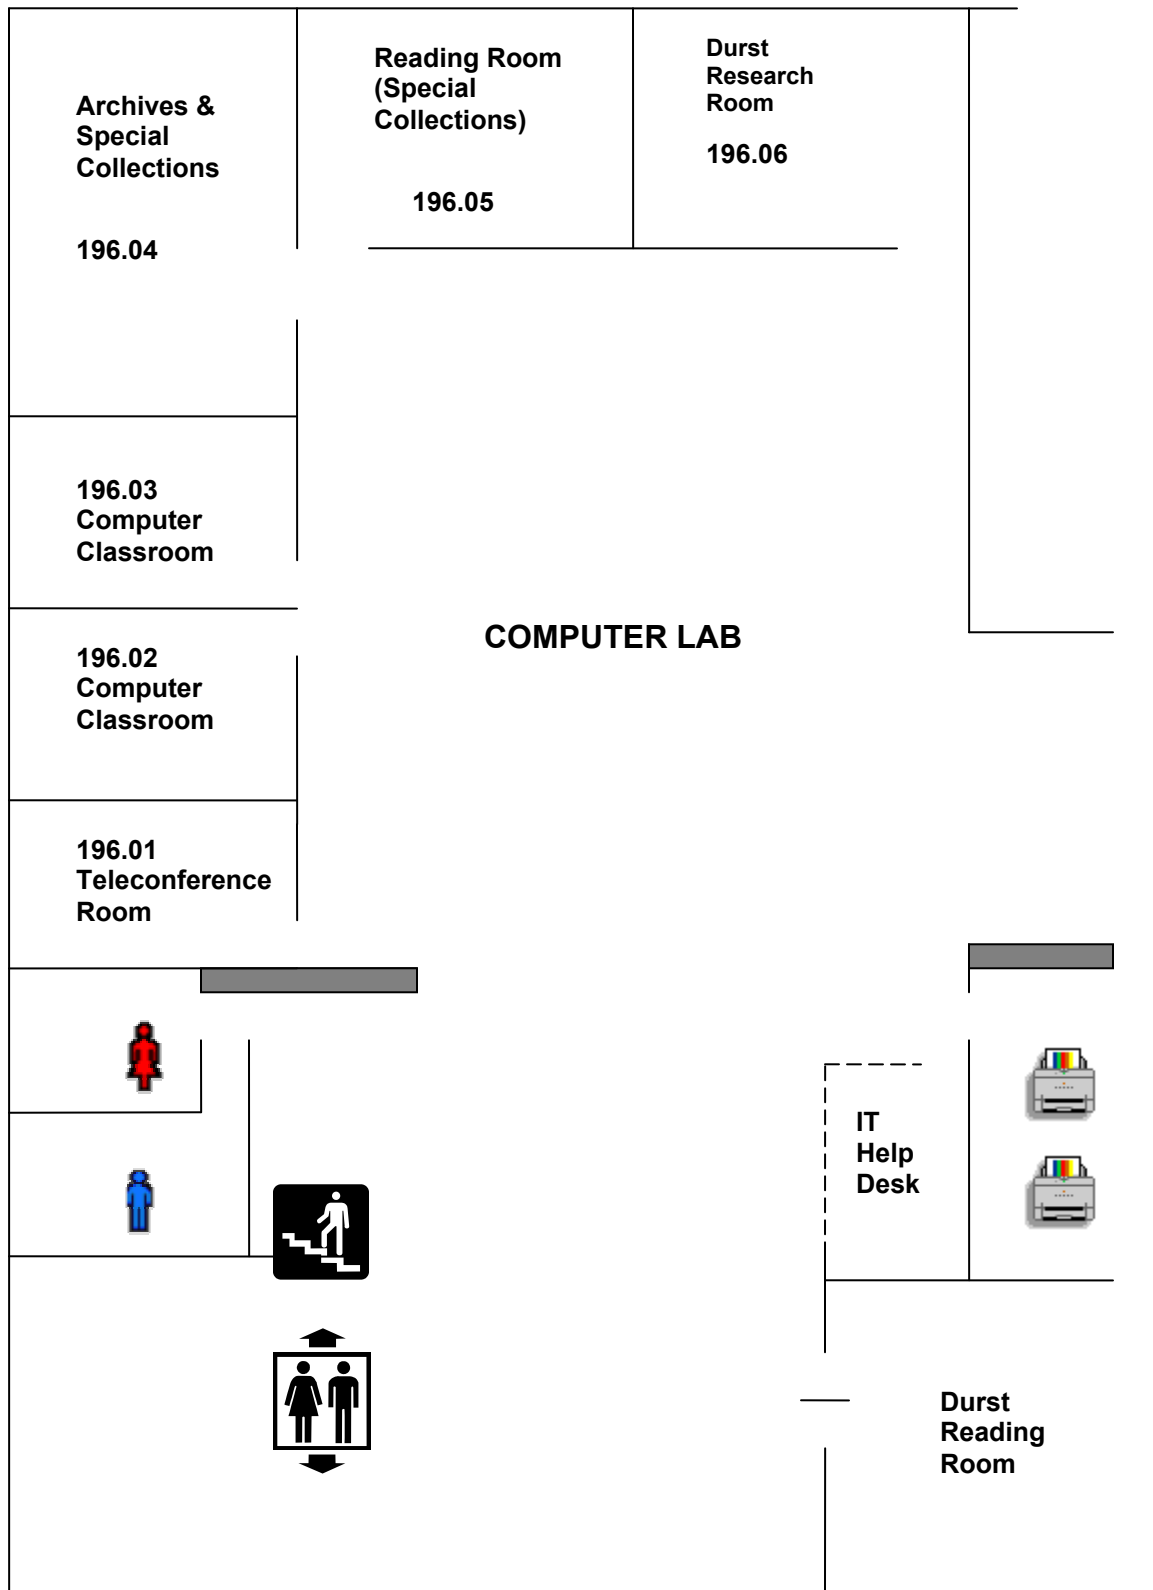 Archives &
Special
Collections
196.04
Reading Room
(Special
Collections)
196.05
Durst
Research
Room
196.06
196.03
Computer
Classroom
COMPUTER LAB
196.02
Computer
Classroom
196.01
Teleconference
Room
IT
Help
Desk
Durst
Reading
Room